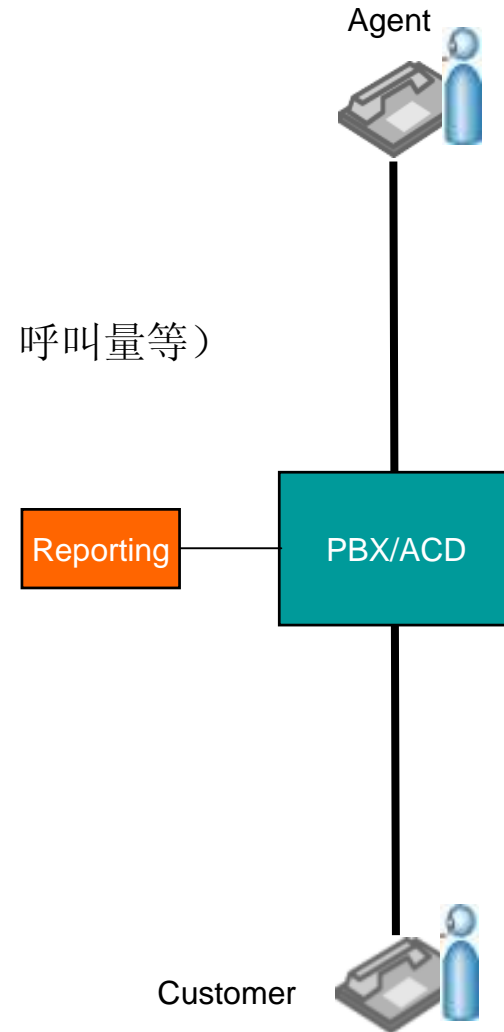 Agent
呼叫量等）
Reporting
PBX/ACD
Customer